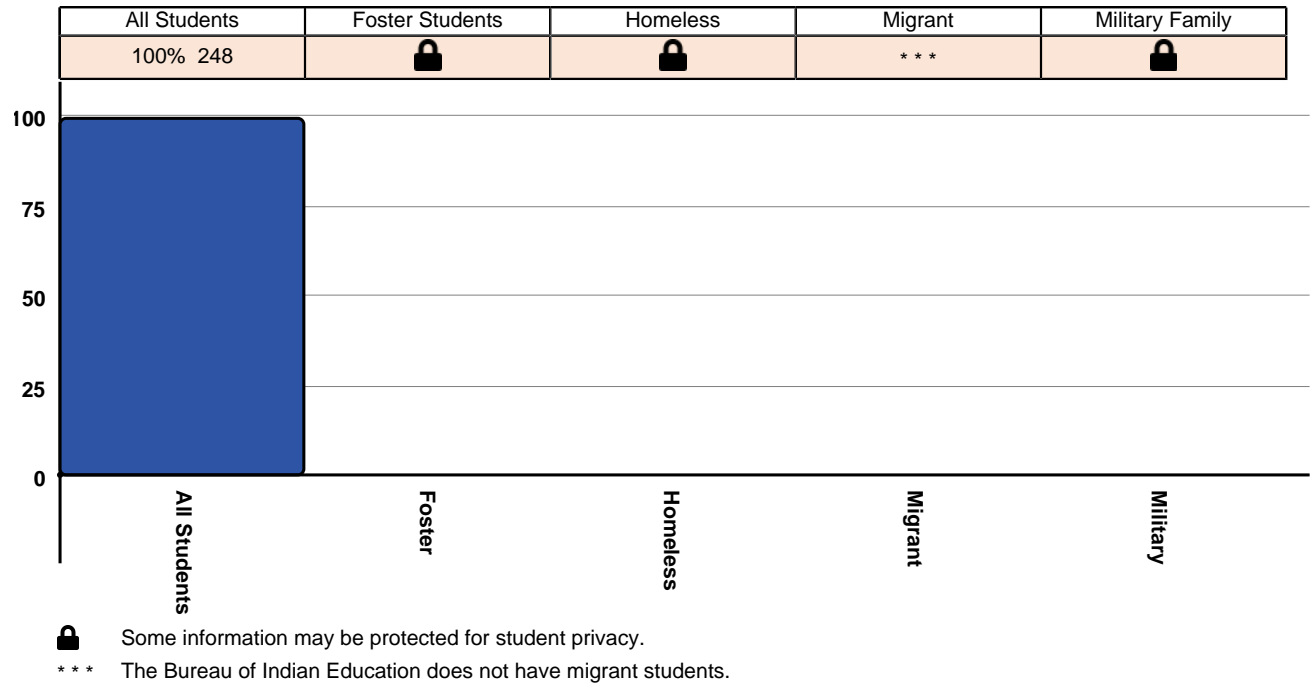 All Students Foster Students Homeless Migrant Military Family
100% 248 * * *
100
75
50
25
0
All Students Foster Homeless Migrant Military
Some information may be protected for student privacy.
* * * The Bureau of Indian Education does not have migrant students.